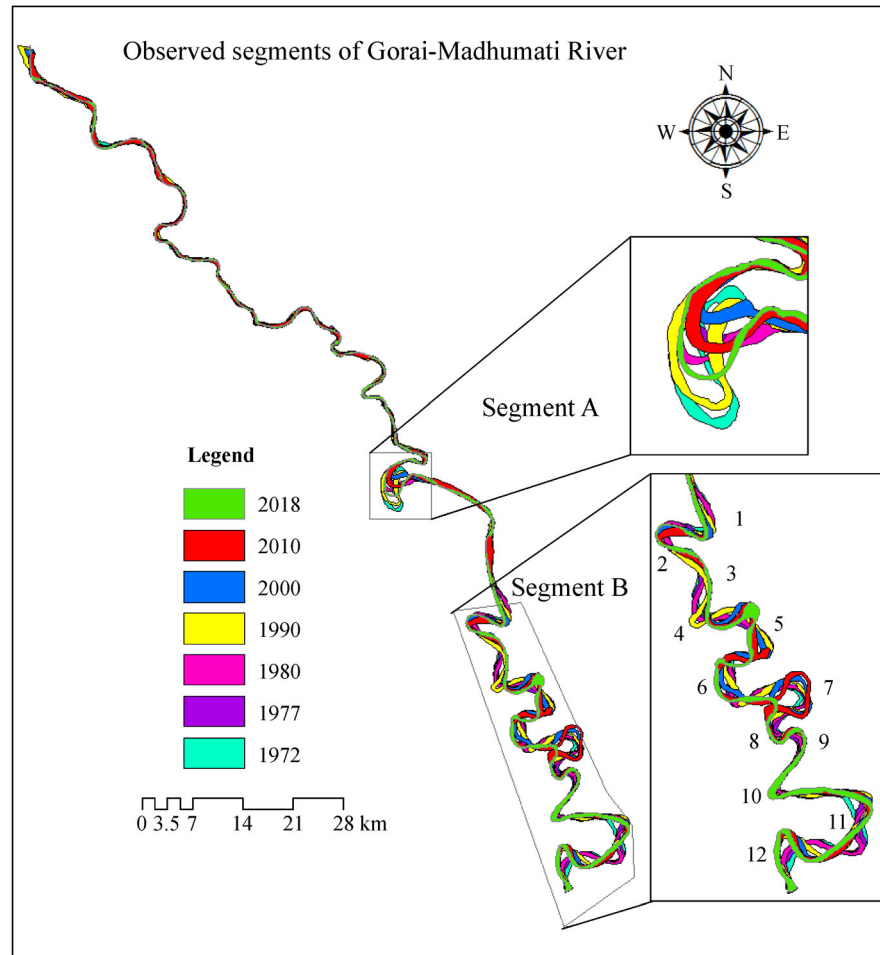 Observed segments of Gorai-Madhumati River
N
W E
S
Segment A
Legend
2018
2010
2000
1990
1980
1977
1972
0 3.5 7 14 21 28 km
Segment B
1
2
3
4
5
6
7
8
9
10
11
12